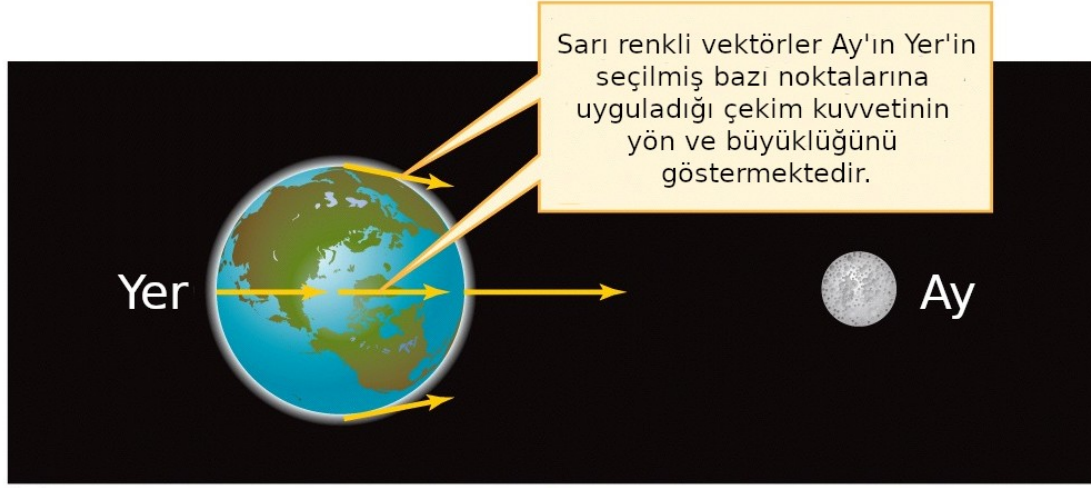 Sarı renkli vektörler Ay'ın Yer'in
seçilmiş bazı noktalarına
uyguladığı çekim kuvvetinin
yön ve büyüklüğünü
göstermektedir.
Yer
Ay